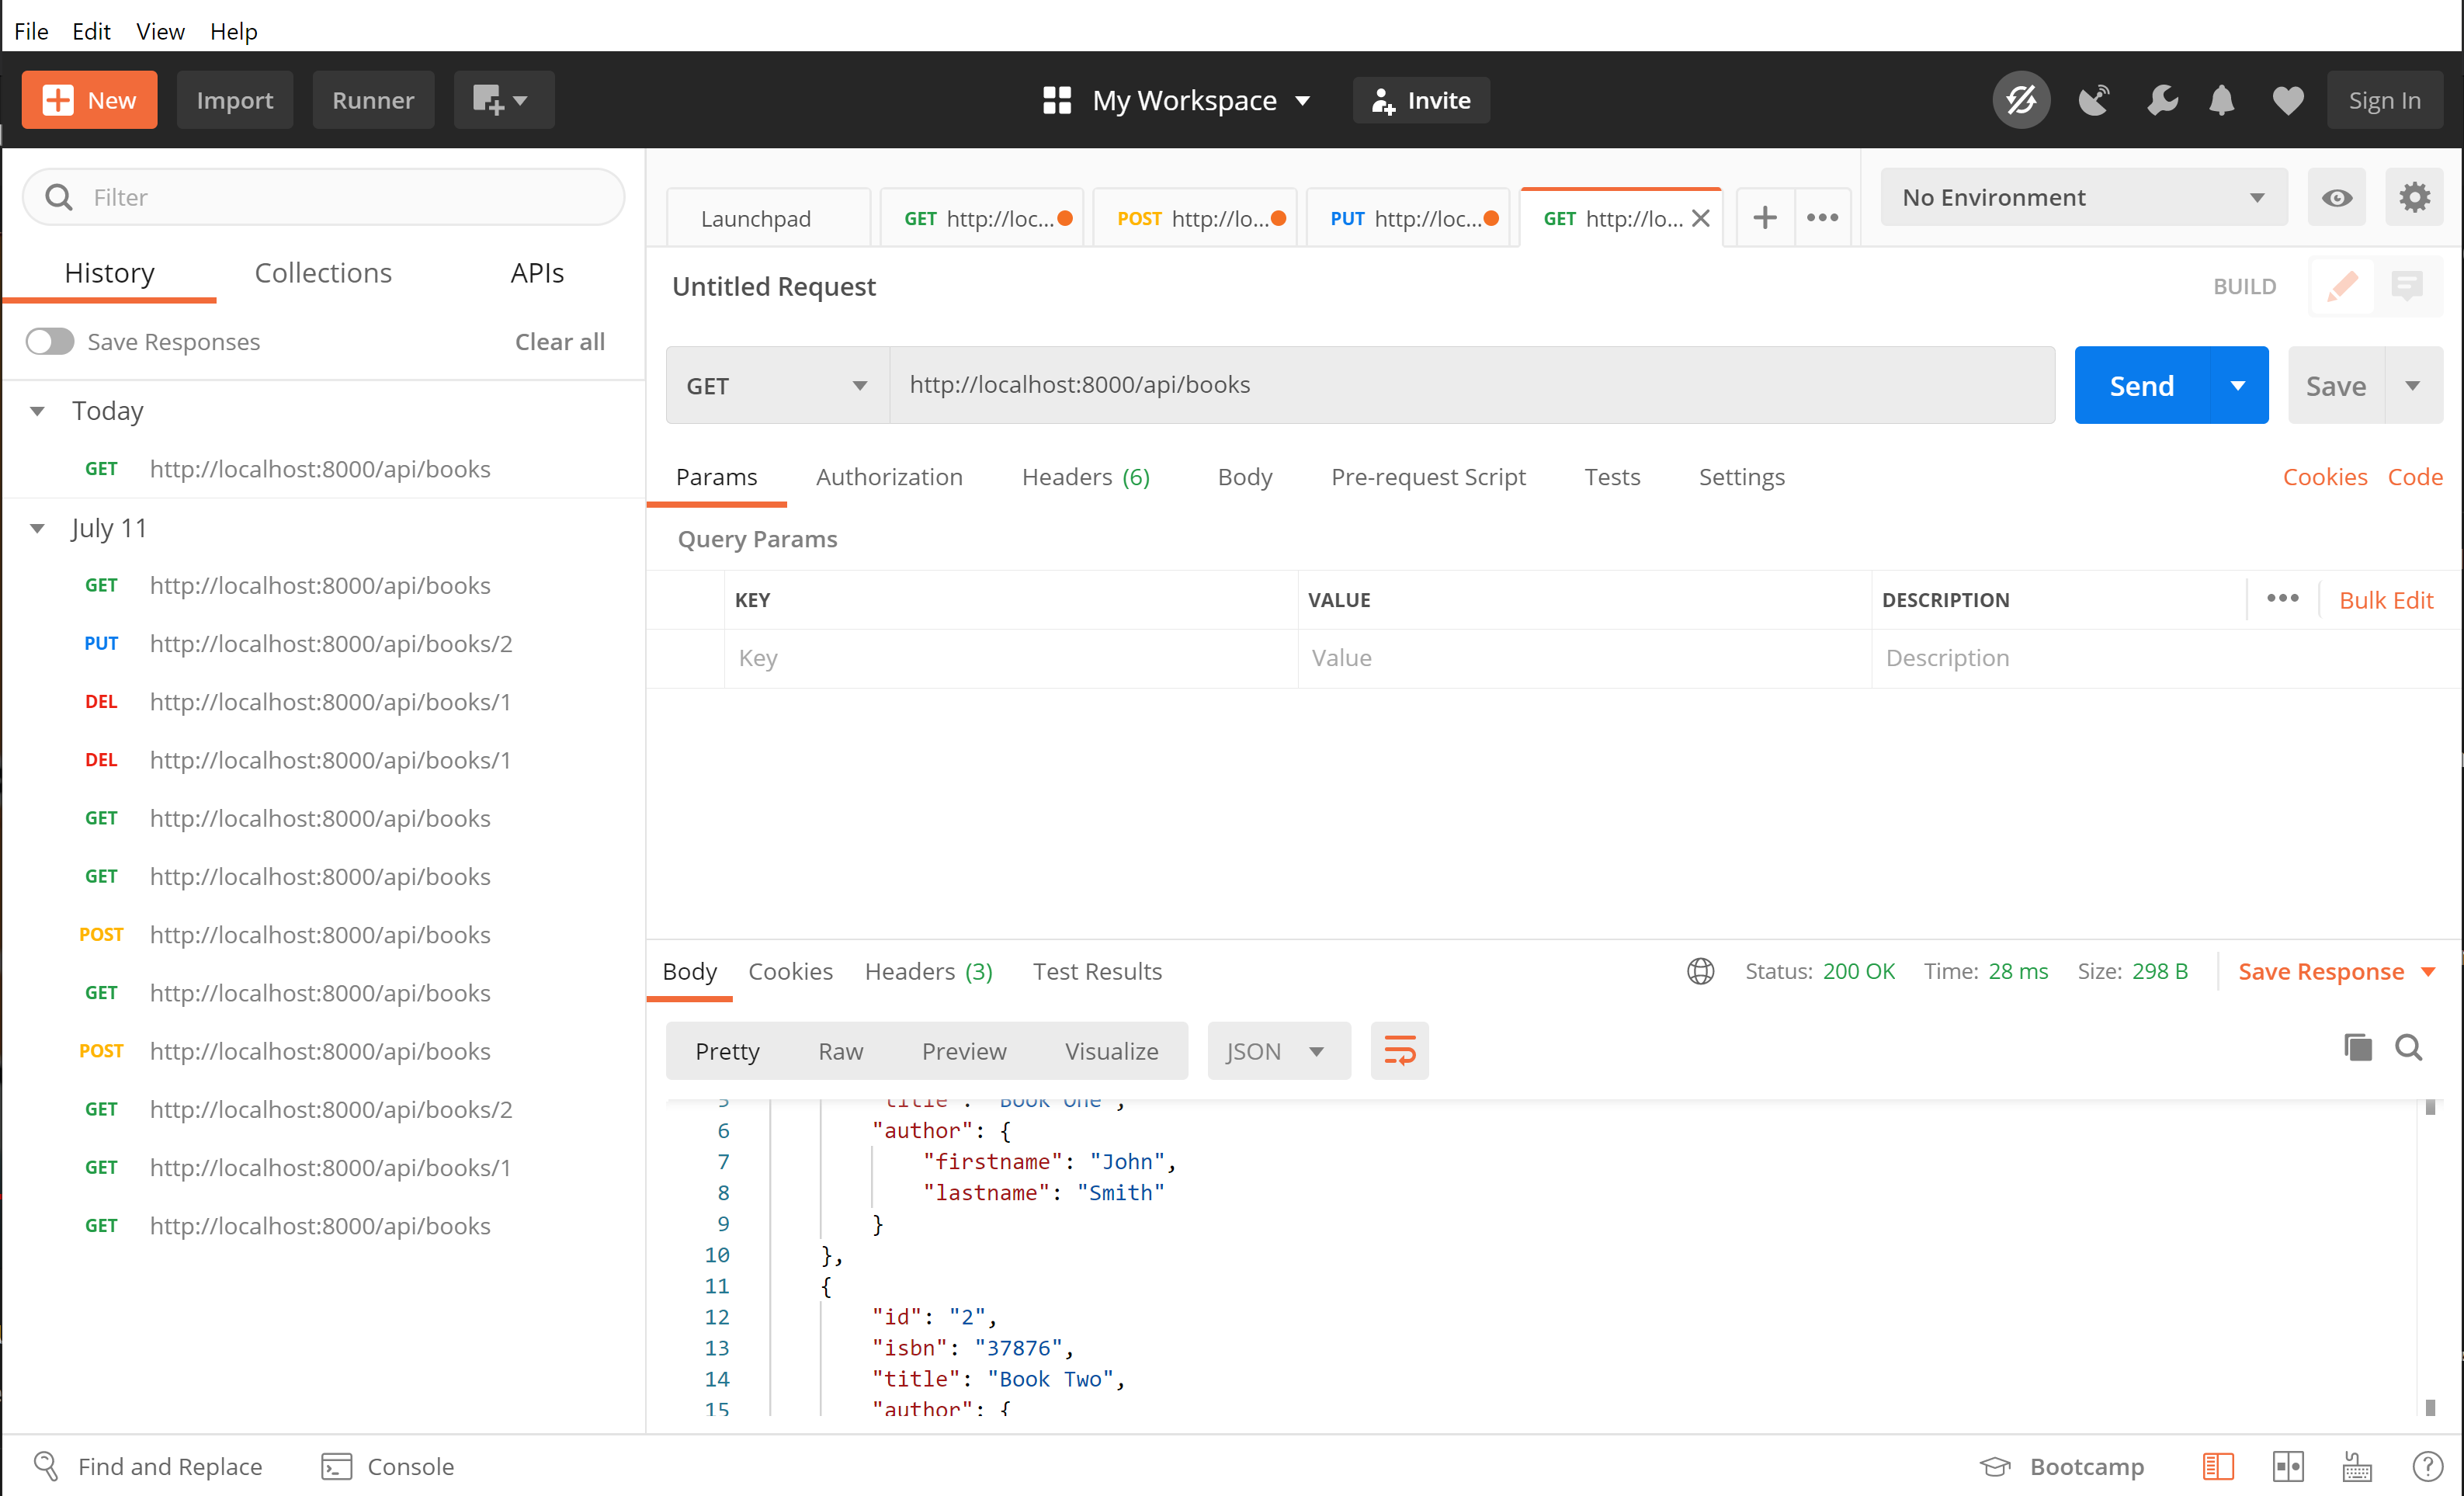 File Edit View Help
New Import Runner My Workspace Invite Sign In
Filter
History Collections APIs
Save Responses Clear all
Today
GET http://localhost:8000/api/books
July 11
GET http://localhost:8000/api/books
PUT http://localhost:8000/api/books/2
DEL http://localhost:8000/api/books/1
DEL http://localhost:8000/api/books/1
GET http://localhost:8000/api/books
GET http://localhost:8000/api/books
POST http://localhost:8000/api/books
GET http://localhost:8000/api/books
POST http://localhost:8000/api/books
GET http://localhost:8000/api/books/2
GET http://localhost:8000/api/books/1
GET http://localhost:8000/api/books
Launchpad GET http://loc... POST http://lo... PUT http://loc... GET http://lo... No Environment
Untitled Request BUILD
GET http://localhost:8000/api/books Send Save
Params Authorization Headers (6) Body Pre-request Script Tests Settings Cookies Code
Query Params
KEY VALUE DESCRIPTION Bulk Edit
Key Value Description
Body Cookies Headers (3) Test Results Status: 200 OK Time: 28 ms Size: 298 B Save Response
Pretty Raw Preview Visualize JSON
5 "title": "Book One",
6 "author": {
7 "firstname": "John",
8 "lastname": "Smith"
9 }
10 },
11 {
12 "id": "2",
13 "isbn": "37876",
14 "title": "Book Two",
15 "author": {
Find and Replace Console Bootcamp